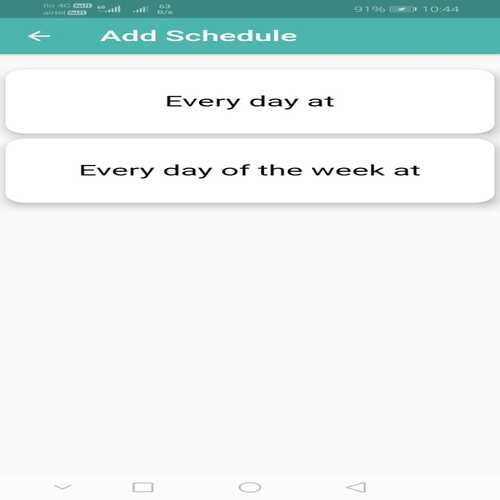 Jio 4G VoLTE
airtel VoLTE
4G
63
B/s
91%
10:44
Add Schedule
Every day at
Every day of the week at